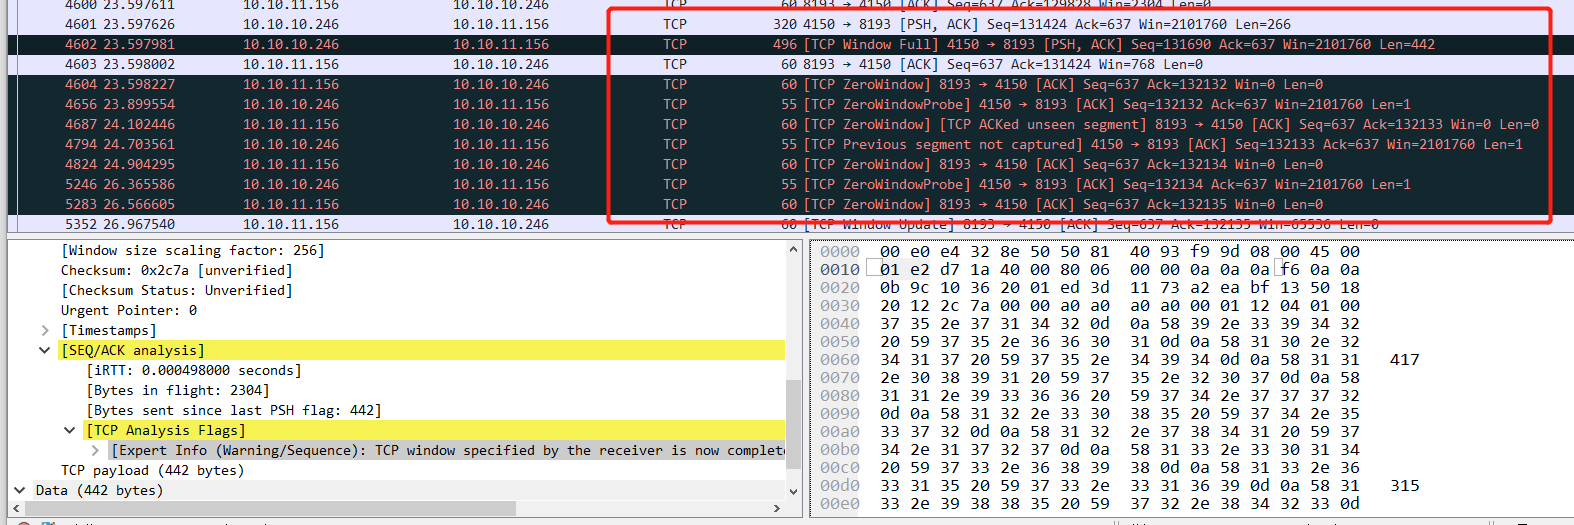 4600 23.597611 10.10.11.156 10.10.10.246 TCP 60 8193 → 4150 [ACK] Seq=637 Ack=129828 Win=2304 Len=0
4601 23.597626 10.10.10.246 10.10.11.156 TCP 320 4150 → 8193 [PSH, ACK] Seq=131424 Ack=637 Win=2101760 Len=266
4602 23.597981 10.10.10.246 10.10.11.156 TCP 496 [TCP Window Full] 4150 → 8193 [PSH, ACK] Seq=131690 Ack=637 Win=2101760 Len=442
4603 23.598002 10.10.11.156 10.10.10.246 TCP 60 8193 → 4150 [ACK] Seq=637 Ack=131424 Win=768 Len=0
4604 23.598227 10.10.11.156 10.10.10.246 TCP 60 [TCP ZeroWindow] 8193 → 4150 [ACK] Seq=637 Ack=132132 Win=0 Len=0
4656 23.899554 10.10.10.246 10.10.11.156 TCP 55 [TCP ZeroWindowProbe] 4150 → 8193 [ACK] Seq=132132 Ack=637 Win=2101760 Len=1
4687 24.102446 10.10.11.156 10.10.10.246 TCP 60 [TCP ZeroWindow] [TCP ACKed unseen segment] 8193 → 4150 [ACK] Seq=637 Ack=132133 Win=0 Len=0
4794 24.703561 10.10.10.246 10.10.11.156 TCP 55 [TCP Previous segment not captured] 4150 → 8193 [ACK] Seq=132133 Ack=637 Win=2101760 Len=1
4824 24.904295 10.10.11.156 10.10.10.246 TCP 60 [TCP ZeroWindow] 8193 → 4150 [ACK] Seq=637 Ack=132134 Win=0 Len=0
5246 26.365586 10.10.10.246 10.10.11.156 TCP 55 [TCP ZeroWindowProbe] 4150 → 8193 [ACK] Seq=132134 Ack=637 Win=2101760 Len=1
5283 26.566605 10.10.11.156 10.10.10.246 TCP 60 [TCP ZeroWindow] 8193 → 4150 [ACK] Seq=637 Ack=132135 Win=0 Len=0
5352 26.967540 10.10.11.156 10.10.10.246 TCP 60 [TCP Window Update] 8193 → 4150 [ACK] Seq=637 Ack=132135 Win=65536 Len=0
[Window size scaling factor: 256]
Checksum: 0x2c7a [unverified]
[Checksum Status: Unverified]
Urgent Pointer: 0
[Timestamps]
[SEQ/ACK analysis]
[iRTT: 0.000498000 seconds]
[Bytes in flight: 2304]
[Bytes sent since last PSH flag: 442]
[TCP Analysis Flags]
[Expert Info (Warning/Sequence): TCP window specified by the receiver is now complet
TCP payload (442 bytes)
Data (442 bytes)
0000 00 e0 e4 32 8e 50 50 81 40 93 f9 9d 08 00 45 00
0010 01 e2 d7 1a 40 00 80 06 00 00 0a 0a 0a f6 0a 0a
0020 0b 9c 10 36 20 01 ed 3d 11 73 a2 ea bf 13 50 18
0030 20 12 2c 7a 00 00 a0 a0 a0 a0 00 01 12 04 01 00
0040 37 35 2e 37 31 34 32 0d 0a 58 39 2e 33 39 34 32
0050 20 59 37 35 2e 36 36 30 31 0d 0a 58 31 30 2e 32
0060 34 31 37 20 59 37 35 2e 34 39 34 0d 0a 58 31 31 417
0070 2e 30 38 39 31 20 59 37 35 2e 32 30 37 0d 0a 58
0080 31 31 2e 39 33 36 36 20 59 37 34 2e 37 37 37 32
0090 0d 0a 58 31 32 2e 33 30 38 35 20 59 37 34 2e 35
00a0 33 37 32 0d 0a 58 31 32 2e 37 38 34 31 20 59 37
00b0 34 2e 31 37 32 37 0d 0a 58 31 33 2e 33 30 31 34
00c0 20 59 37 33 2e 36 38 39 38 0d 0a 58 31 33 2e 36
00d0 33 31 35 20 59 37 33 2e 33 31 36 39 0d 0a 58 31 315
00e0 33 2e 39 38 38 35 20 59 37 32 2e 38 34 32 33 0d